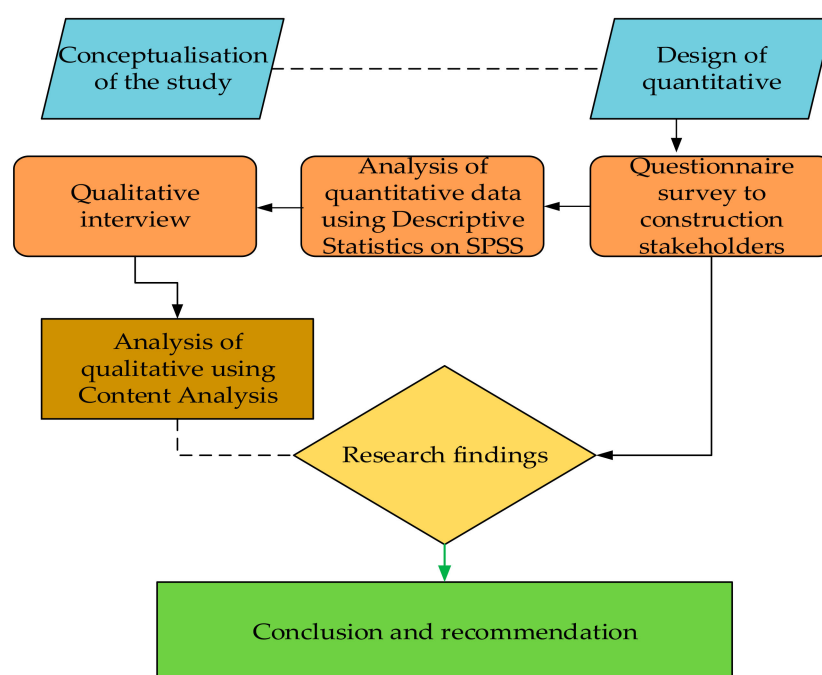 Conceptualisation
of the study
Design of
quantitative
Qualitative
interview
Analysis of
quantitative data
using Descriptive
Statistics on SPSS
Questionnaire
survey to
construction
stakeholders
Analysis of
qualitative using
Content Analysis
Research findings
Conclusion and recommendation